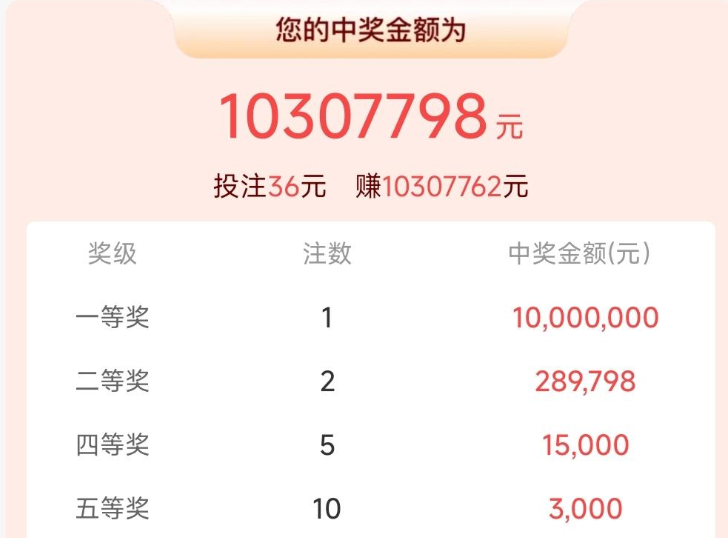 您的中奖金额为
10307798元
投注36元 赚10307762元
奖级 注数 中奖金额(元)
一等奖 1 10,000,000
二等奖 2 289,798
四等奖 5 15,000
五等奖 10 3,000